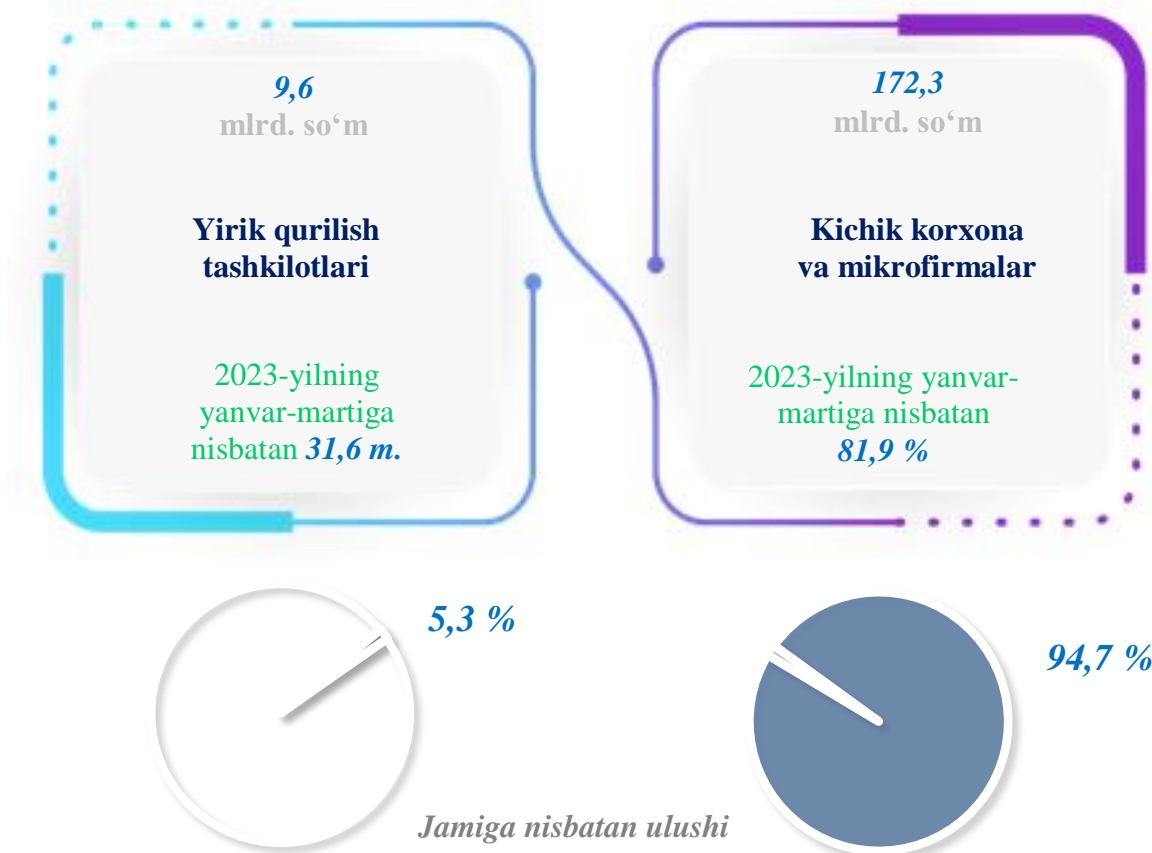 9,6
mlrd. so‘m
Yirik qurilish
tashkilotlari
2023-yilning
yanvar-martiga
nisbatan 31,6 m.
172,3
mlrd. so‘m
Kichik korxona
va mikrofirmalar
2023-yilning yanvar-
martiga nisbatan
81,9 %
5,3 %
94,7 %
Jamiga nisbatan ulushi